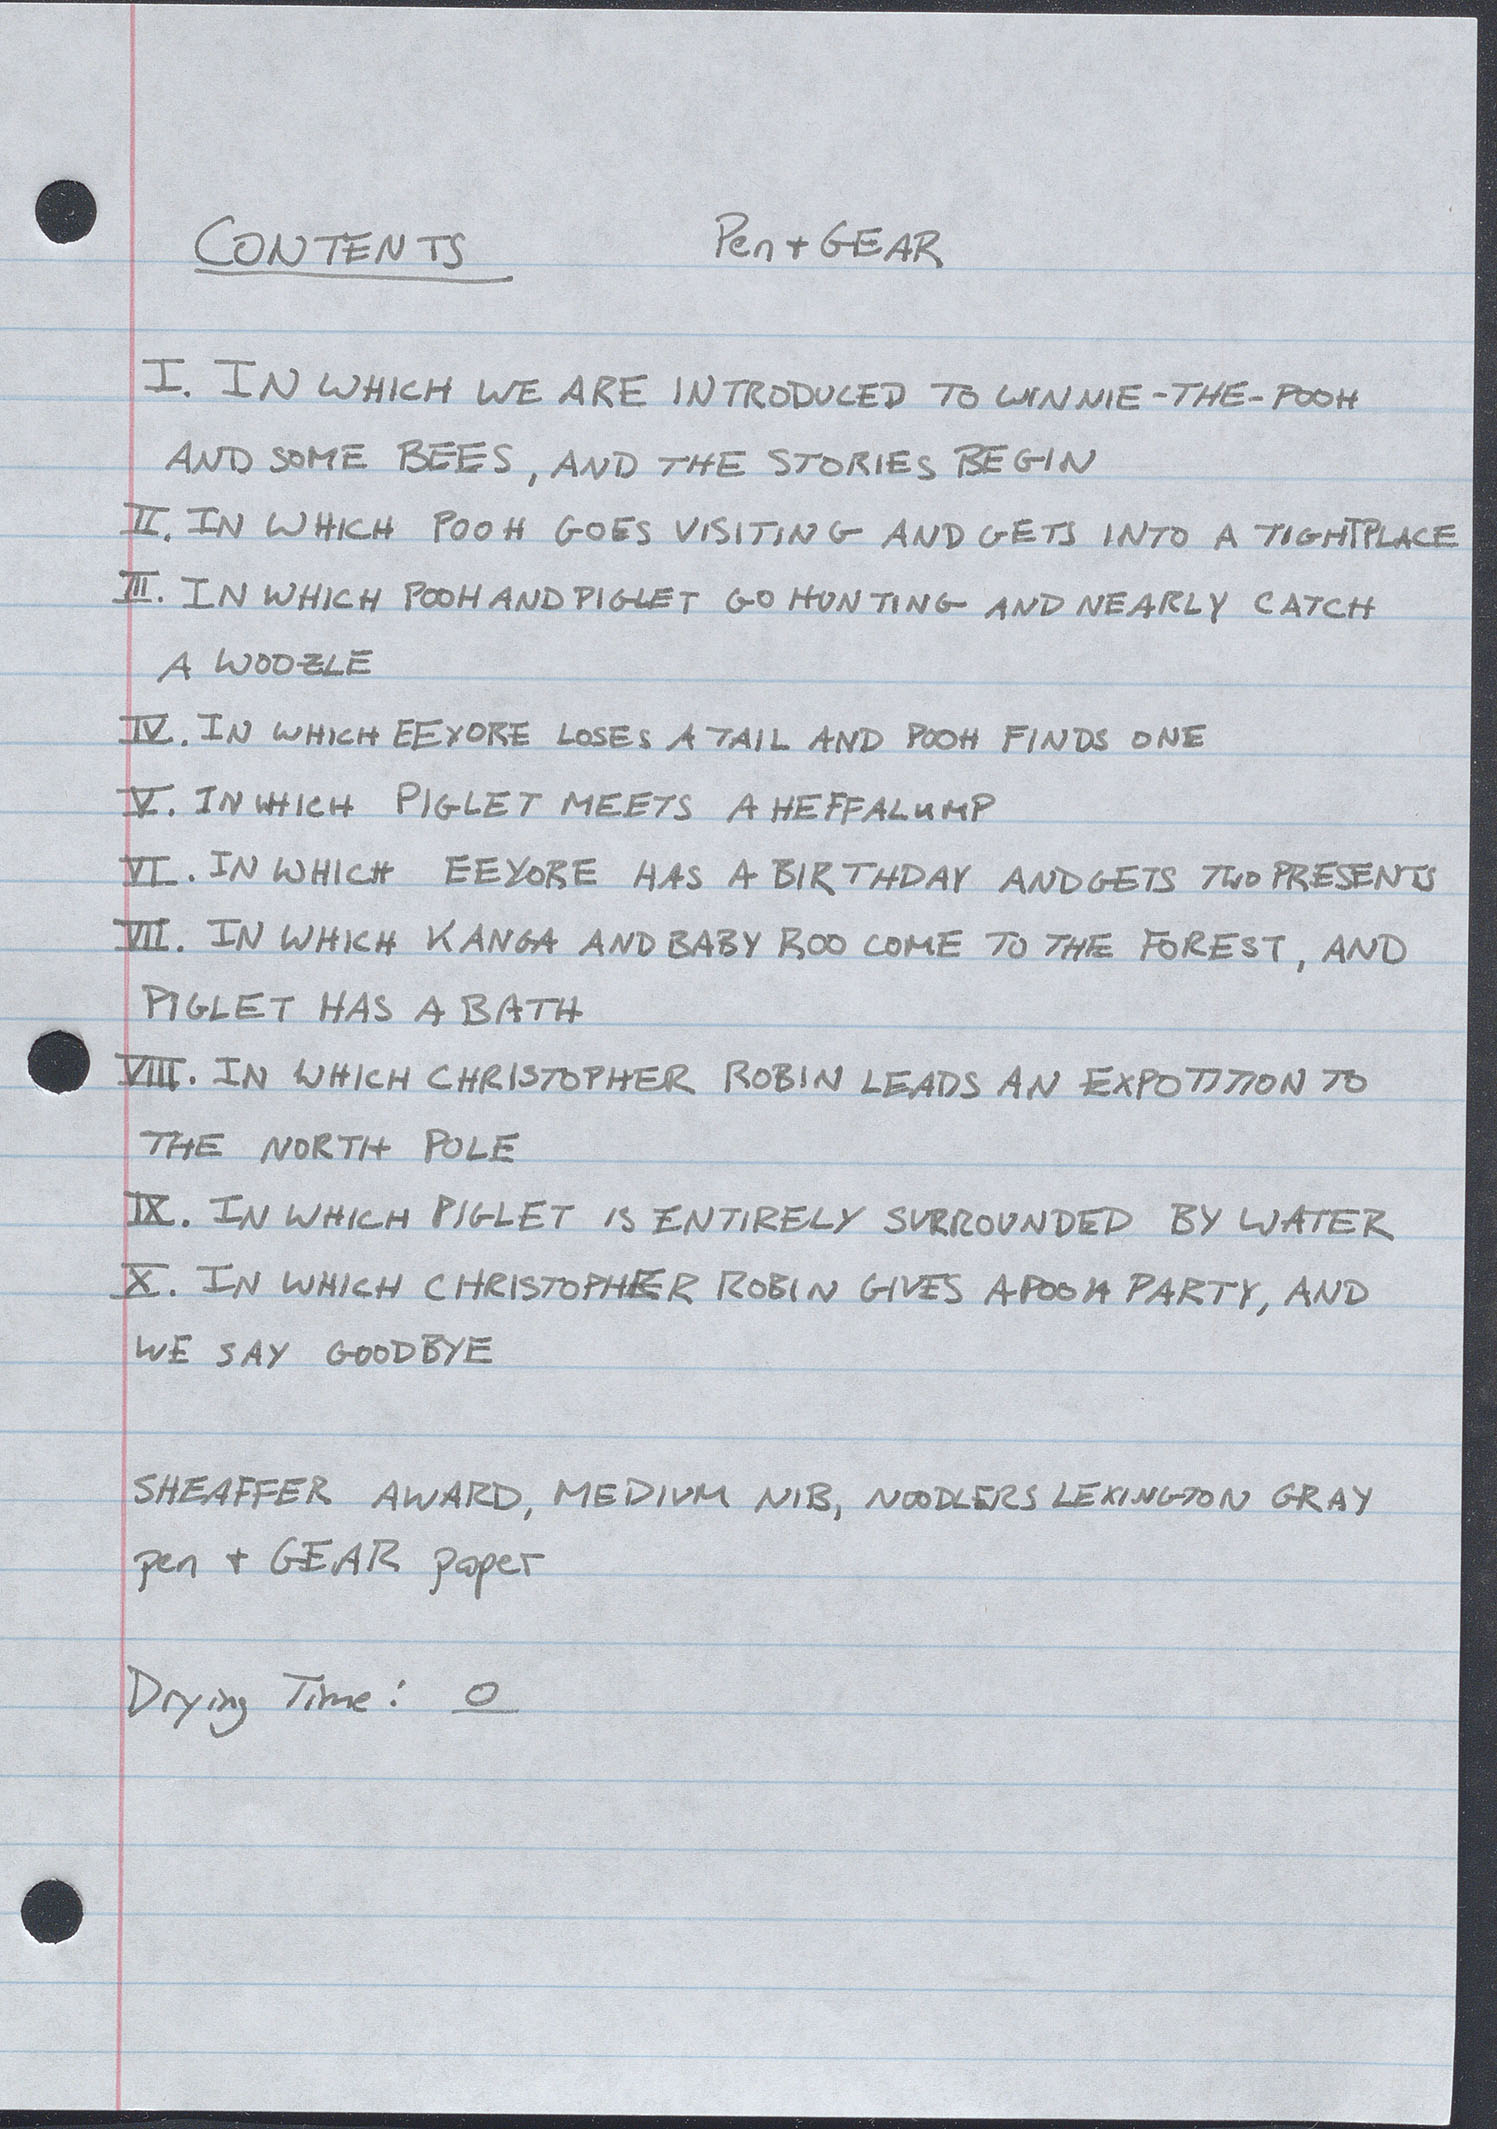 CONTENTS Pen + GEAR
I. IN WHICH WE ARE INTRODUCED TO WINNIE-THE-POOH
AND SOME BEES, AND THE STORIES BEGIN
II. IN WHICH POOH GOES VISITING AND GETS INTO A TIGHT PLACE
III. IN WHICH POOH AND PIGLET GO HUNTING AND NEARLY CATCH
A WOOZLE
IV. IN WHICH EEYORE LOSES A TAIL AND POOH FINDS ONE
V. IN WHICH PIGLET MEETS A HEFFALUMP
VI. IN WHICH EEYORE HAS A BIRTHDAY AND GETS TWO PRESENTS
VII. IN WHICH KANGA AND BABY ROO COME TO THE FOREST, AND
PIGLET HAS A BATH
VIII. IN WHICH CHRISTOPHER ROBIN LEADS AN EXPOTITION TO
THE NORTH POLE
IX. IN WHICH PIGLET IS ENTIRELY SURROUNDED BY WATER
X. IN WHICH CHRISTOPHER ROBIN GIVES A POOH PARTY, AND
WE SAY GOODBYE
SHEAFFER AWARD, MEDIUM NIB, NOODLERS LEXINGTON GRAY
pen + GEAR paper
Drying Time: 0